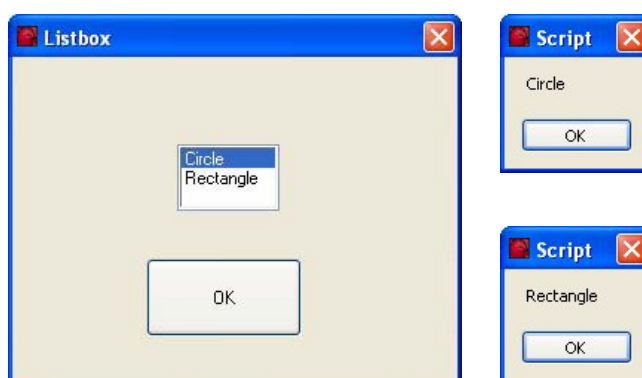 Listbox
Circle
Rectangle
OK
Script
Circle
OK
Script
Rectangle
OK